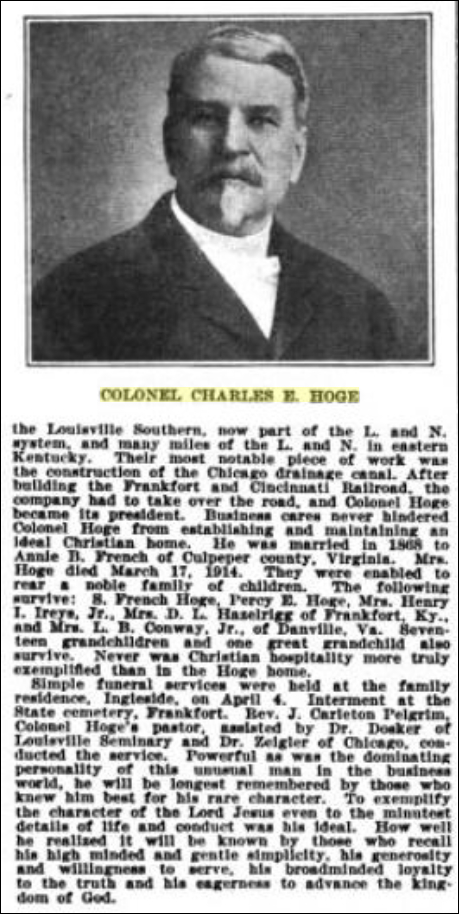 COLONEL CHARLES E. HOGE
the Louisville Southern, now part of the L. and N.
system, and many miles of the L. and N. in eastern
Kentucky. Their most notable piece of work was
the construction of the Chicago drainage canal. After
building the Frankfort and Cincinnati Railroad, the
company had to take over the road, and Colonel Hoge
became its president. Business cares never hindered
Colonel Hoge from establishing and maintaining an
ideal Christian home. He was married in 1868 to
Annie B. French of Culpeper county, Virginia. Mrs.
Hoge died March 17, 1914. They were enabled to
rear a noble family of children. The following
survive: S. French Hoge, Percy E. Hoge, Mrs. Henry
I. Ireys, Jr., Mrs. D. L. Hazelrigg of Frankfort, Ky.,
and Mrs. L. B. Conway, Jr., of Danville, Va. Seven-
teen grandchildren and one great grandchild also
survive. Never was Christian hospitality more truly
exemplified than in the Hoge home.
Simple funeral services were held at the family
residence, Ingleside, on April 4. Interment at the
State cemetery, Frankfort. Rev. J. Carleton Pelgrim,
Colonel Hoge's pastor, assisted by Dr. Dosker of
Louisville Seminary and Dr. Zeigler of Chicago, con-
ducted the service. Powerful as was the dominating
personality of this unusual man in the business
world, he will be longest remembered by those who
knew him best for his rare character. To exemplify
the character of the Lord Jesus even to the minutest
details of life and conduct was his ideal. How well
he realized it will be known by those who recall
his high minded and gentle simplicity, his generosity
and willingness to serve, his broadminded loyalty
to the truth and his eagerness to advance the king-
dom of God.